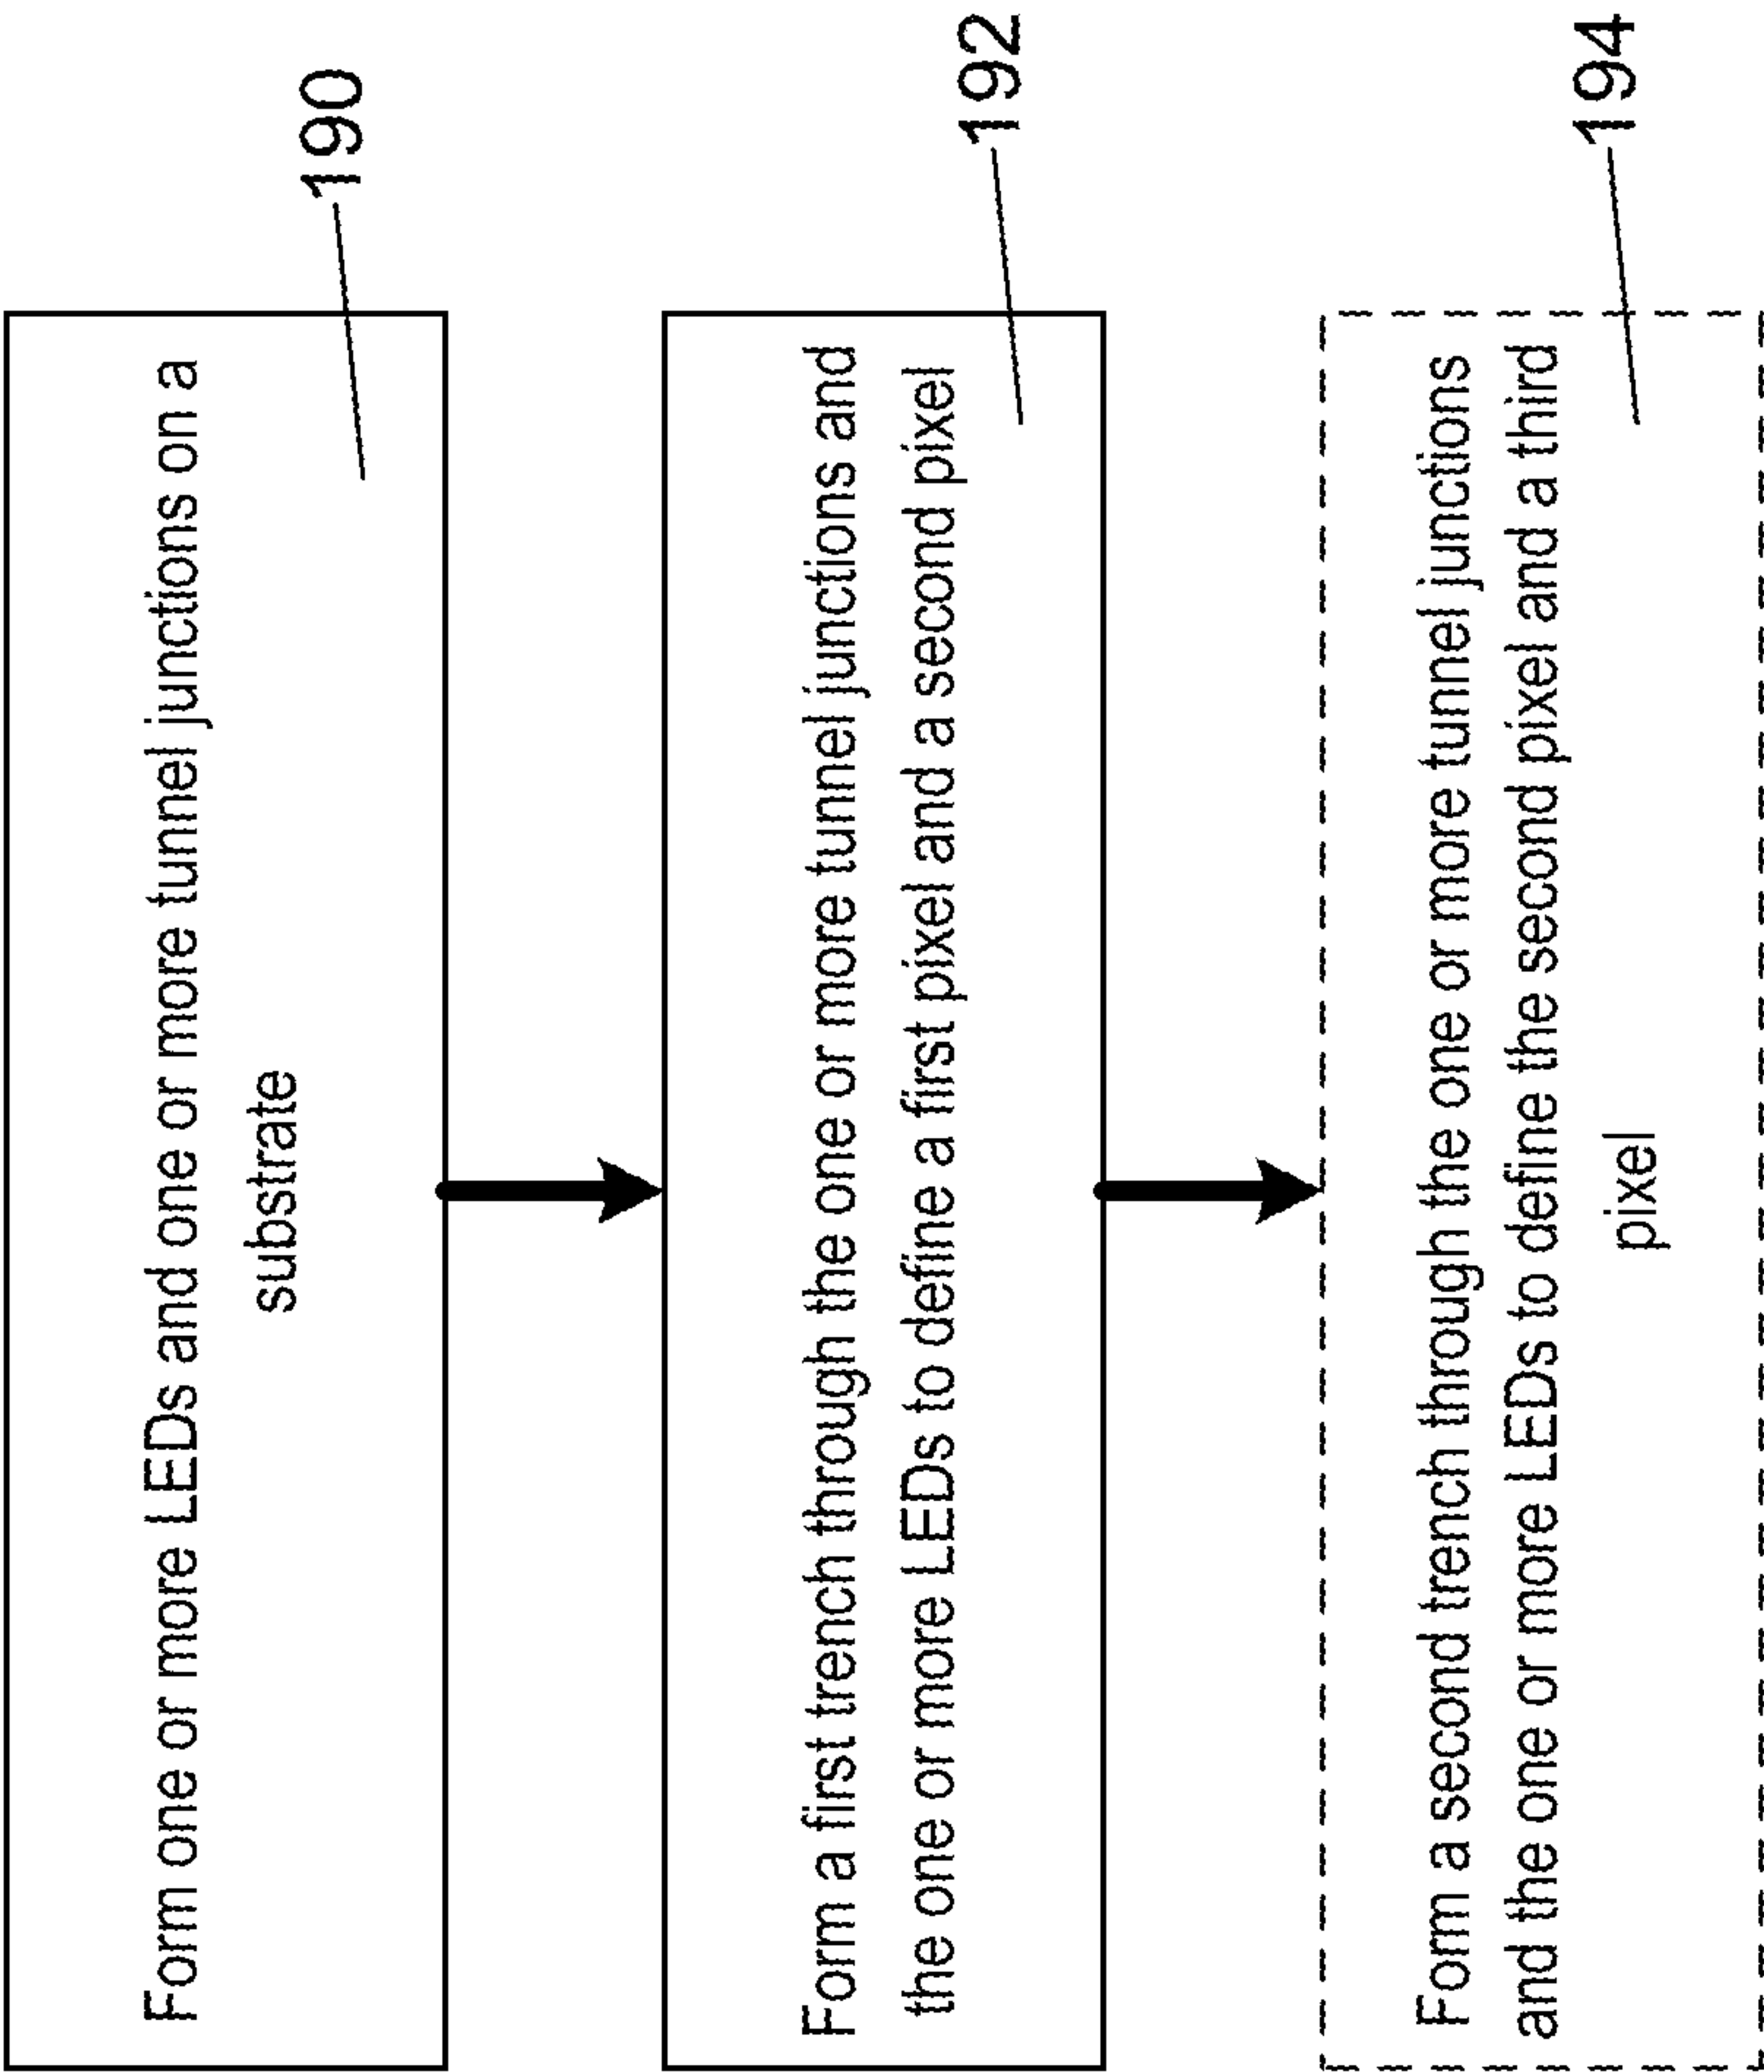 Form one or more LEDs and one or more tunnel junctions on a
substrate
190
Form a first trench through the one or more tunnel junctions and
the one or more LEDs to define a first pixel and a second pixel
192
Form a second trench through the one or more tunnel junctions
and the one or more LEDs to define the second pixel and a third
pixel
194